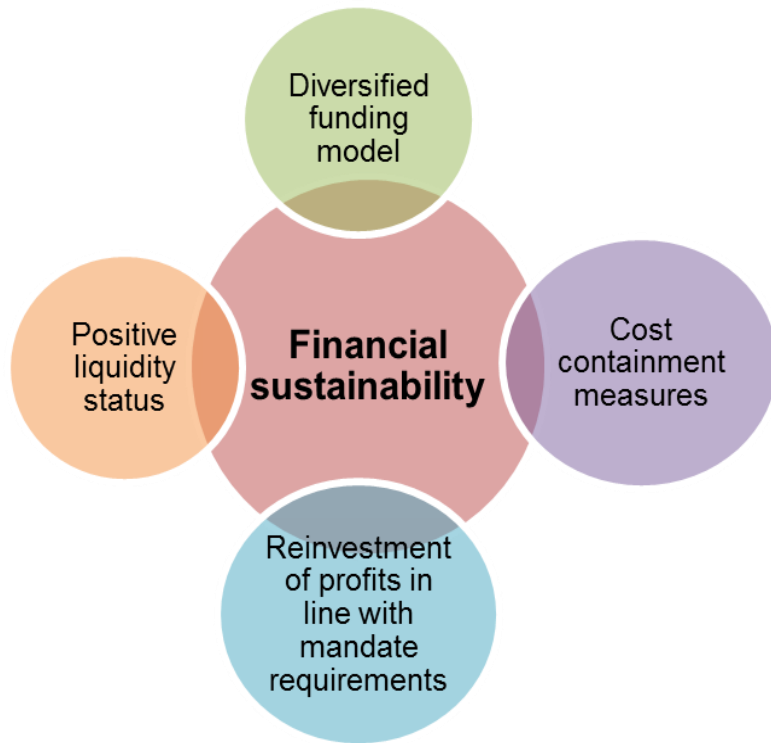 Diversified
funding
model
Positive
liquidity
status
Financial
sustainability
Cost
containment
measures
Reinvestment
of profits in
line with
mandate
requirements